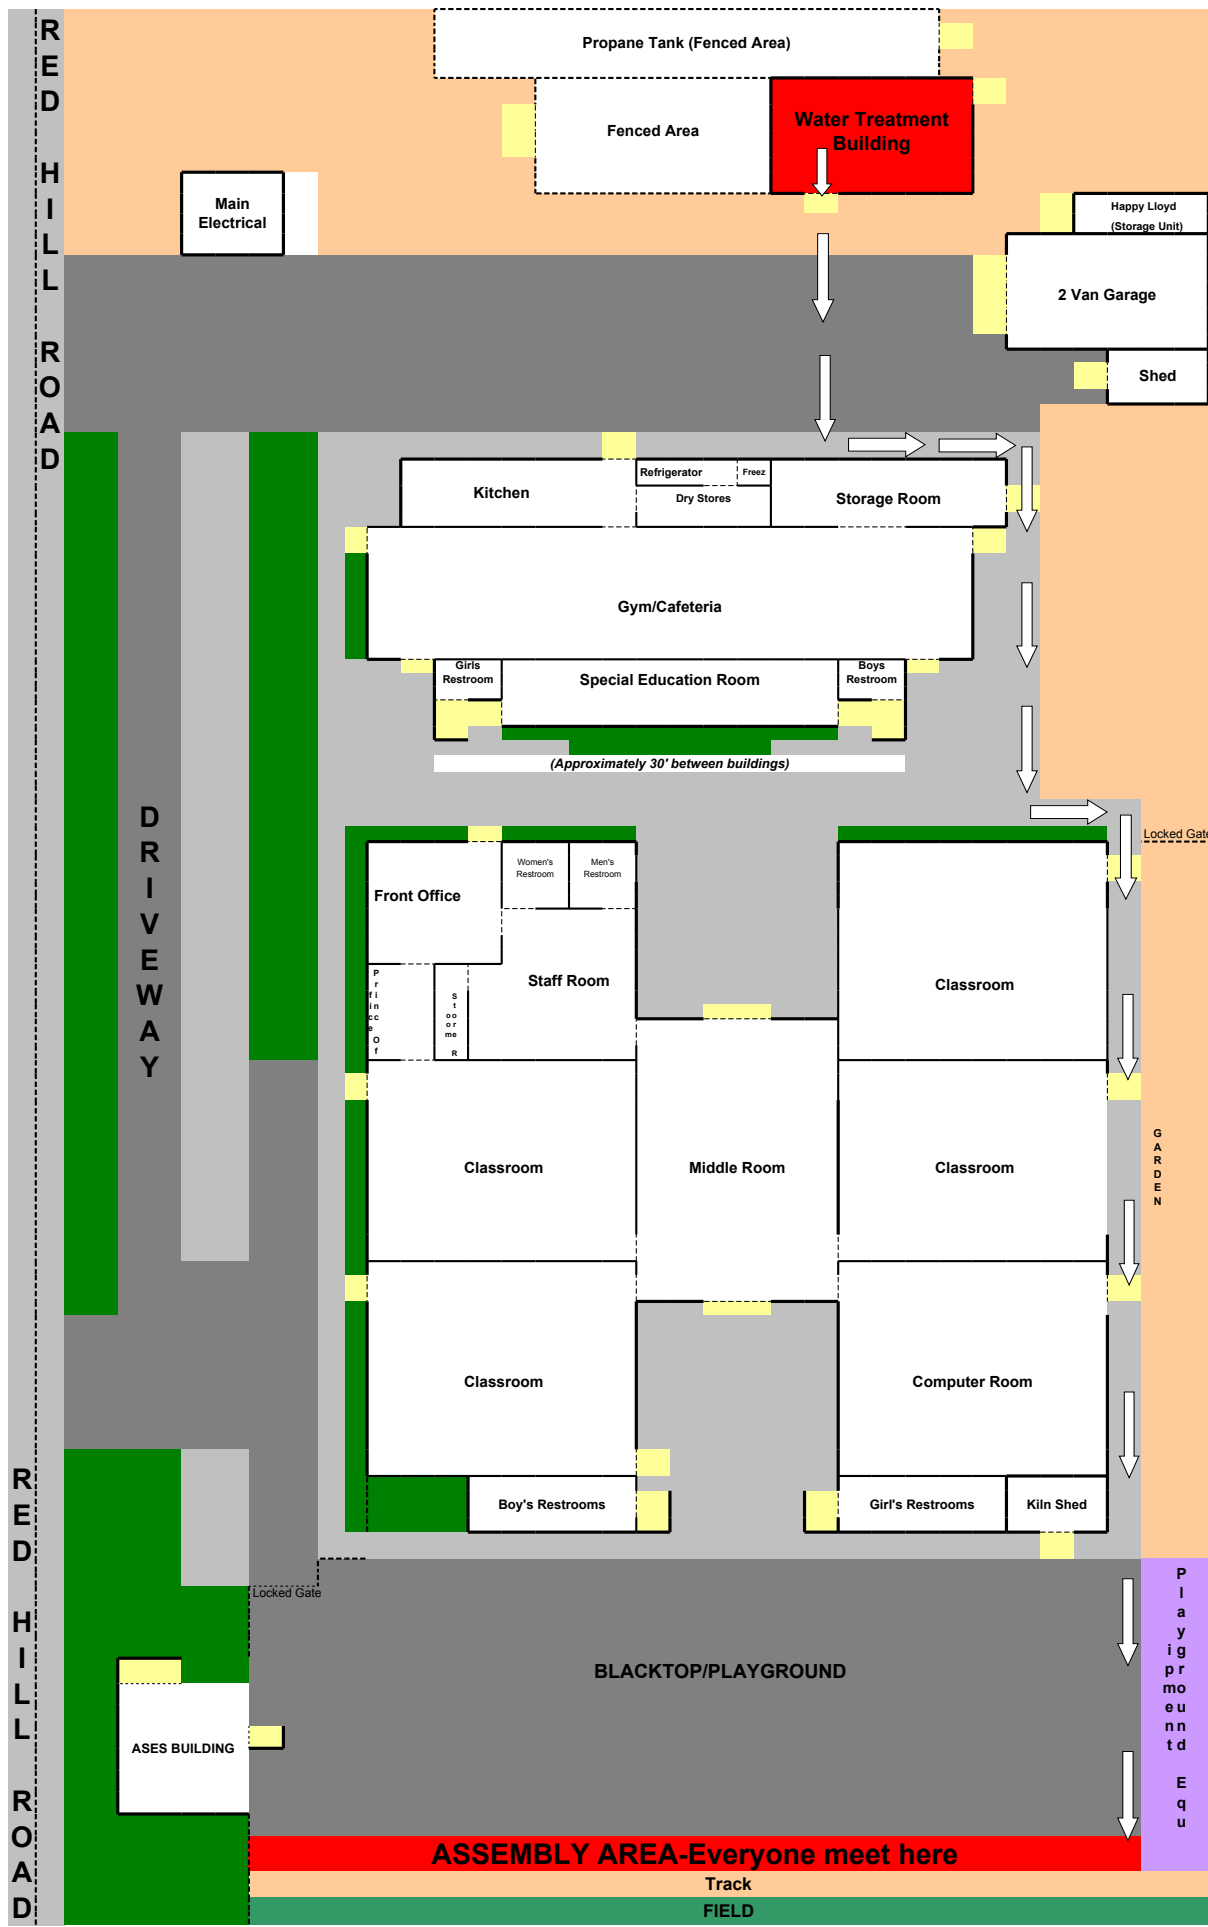 RED HILL ROAD
Propane Tank (Fenced Area)
Fenced Area
Water Treatment
Building
Main
Electrical
Happy Lloyd
(Storage Unit)
2 Van Garage
Shed
Kitchen
Refrigerator
Freez
Dry Stores
Storage Room
Gym/Cafeteria
Girls
Restroom
Special Education Room
Boys
Restroom
(Approximately 30' between buildings)
DRIVEWAY
Locked Gate
Front Office
Women's
Restroom
Men's
Restroom
Staff Room
Classroom
Classroom
Middle Room
Classroom
GARDEN
Classroom
Computer Room
RED HILL ROAD
Boy's Restrooms
Girl's Restrooms
Kiln Shed
Locked Gate
Playground Equ
ipment
BLACKTOP/PLAYGROUND
ASES BUILDING
ASSEMBLY AREA-Everyone meet here
Track
FIELD